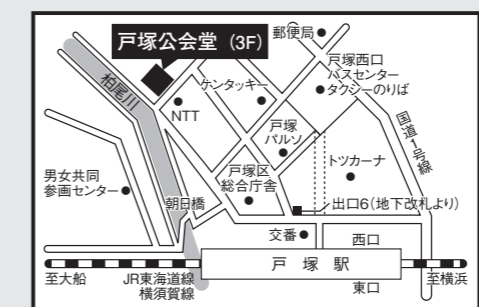 戸塚公会堂（3F）
郵便局
戸塚西口
バスセンター
タクシーのりば
柏尾川
ケンタッキー
NTT
国道1号線
戸塚
パルソ
戸塚区
総合庁舎
トツカーナ
男女共同
参画センター
朝日橋
出口6（地下改札より）
交番
西口
戸塚駅
至大船
JR東海道線
横須賀線
東口
至横浜